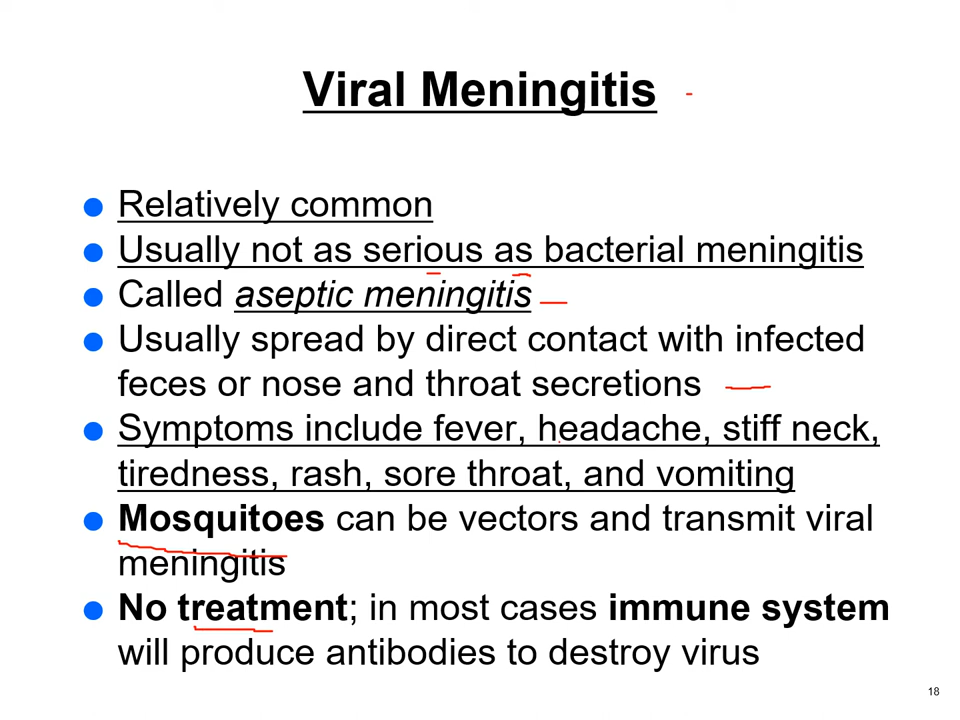 Viral Meningitis
● Relatively common
● Usually not as serious as bacterial meningitis
● Called aseptic meningitis
● Usually spread by direct contact with infected
feces or nose and throat secretions
● Symptoms include fever, headache, stiff neck,
tiredness, rash, sore throat, and vomiting
● Mosquitoes can be vectors and transmit viral
meningitis
● No treatment; in most cases immune system
will produce antibodies to destroy virus
18